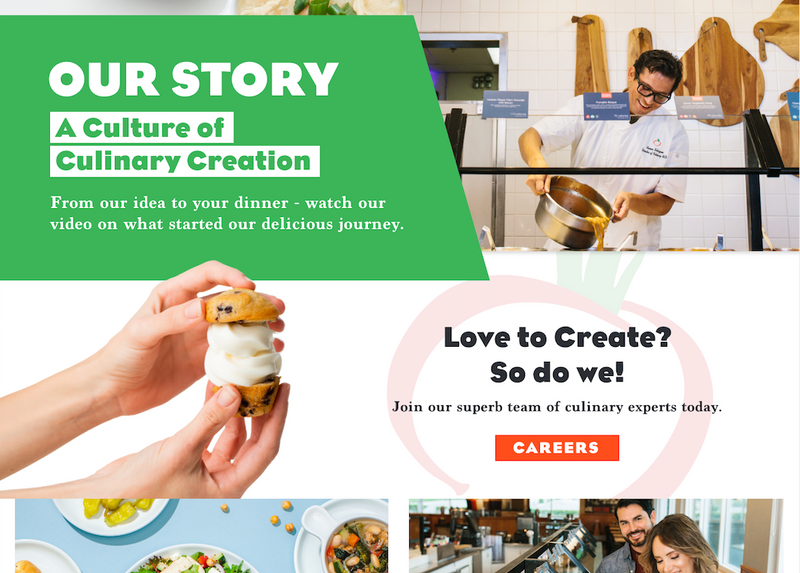 OUR STORY
A Culture of
Culinary Creation
From our idea to your dinner - watch our
video on what started our delicious journey.
Love to Create?
So do we!
Join our superb team of culinary experts today.
CAREERS